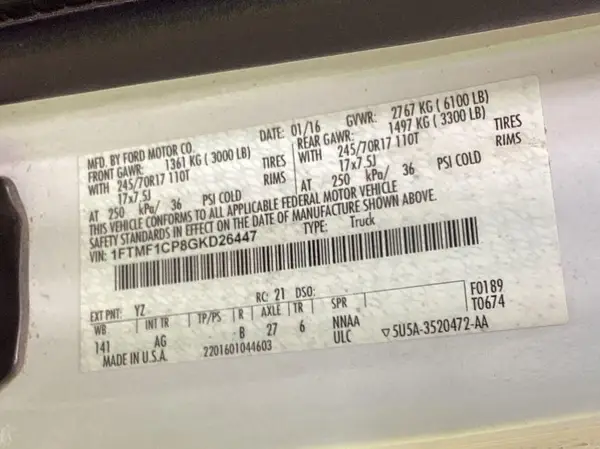 MFD. BY FORD MOTOR CO. DATE: 01/16 GVWR: 2767 KG ( 6100 LB)
FRONT GAWR: 1361 KG ( 3000 LB) REAR GAWR: 1497 KG ( 3300 LB)
WITH 245/70R17 110T TIRES WITH 245/70R17 110T TIRES
17x7.5J RIMS 17x7.5J RIMS
AT 250 kPa/ 36 PSI COLD AT 250 kPa/ 36 PSI COLD
THIS VEHICLE CONFORMS TO ALL APPLICABLE FEDERAL MOTOR VEHICLE
SAFETY STANDARDS IN EFFECT ON THE DATE OF MANUFACTURE SHOWN ABOVE.
VIN: 1FTMF1CP8GKD26447 TYPE: Truck
EXT PNT: YZ RC: 21 DSO: F0189
WB INT TR TP/PS R AXLE TR SPR T0674
141 AG B 27 6 NNAA
MADE IN U.S.A. 2201601044603 ULC ▽5U5A-3520472-AA